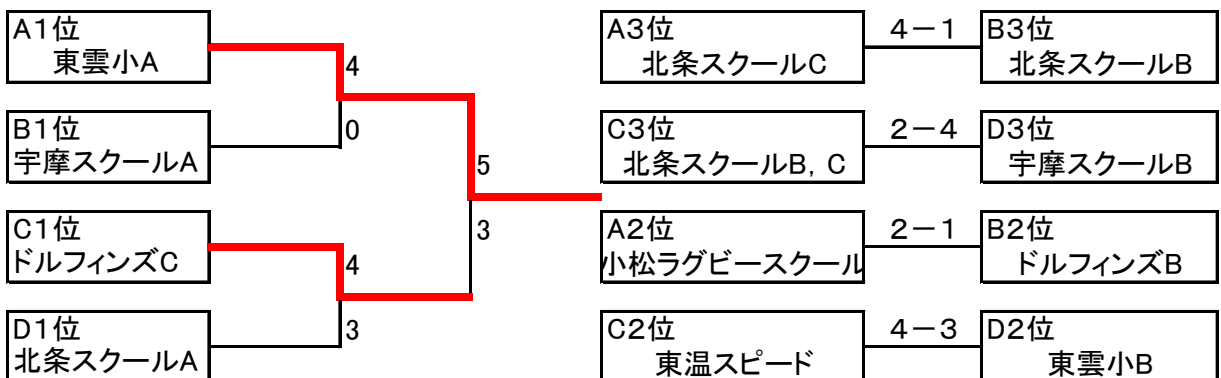 A1位
東雲小A
4
B1位
宇摩スクールA
0
5
C1位
ドルフィンズC
4
3
D1位
北条スクールA
3
A3位
北条スクールC
4－1
B3位
北条スクールB
C3位
北条スクールB，C
2－4
D3位
宇摩スクールB
A2位
小松ラグビースクール
2－1
B2位
ドルフィンズB
C2位
東温スピード
4－3
D2位
東雲小B